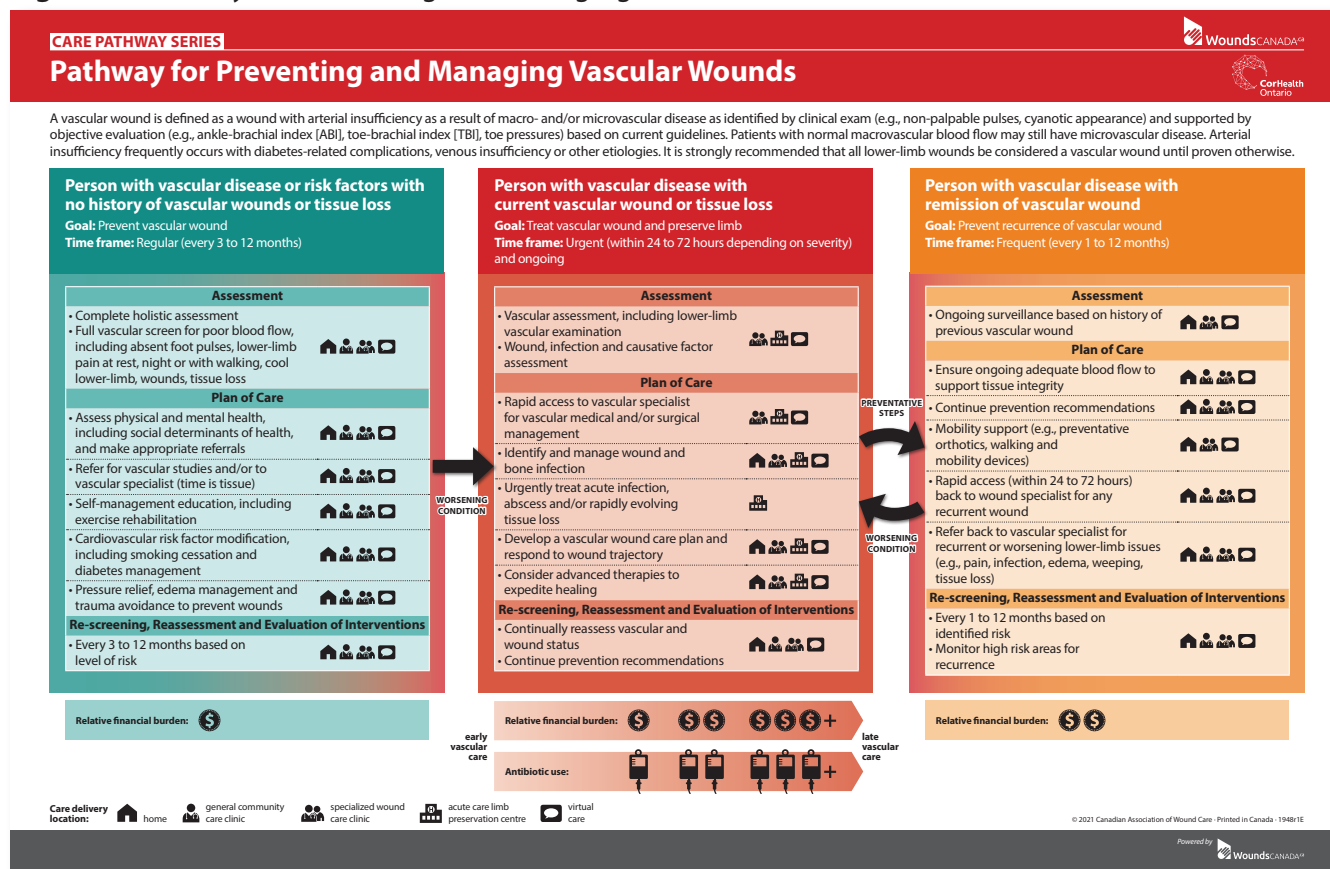 CARE PATHWAY SERIES
Pathway for Preventing and Managing Vascular Wounds
WoundsCANADA.ca
CorHealth
Ontario
A vascular wound is defined as a wound with arterial insufficiency as a result of macro- and/or microvascular disease as identified by clinical exam (e.g., non-palpable pulses, cyanotic appearance) and supported by
objective evaluation (e.g., ankle-brachial index [ABI], toe-brachial index [TBI], toe pressures) based on current guidelines. Patients with normal macrovascular blood flow may still have microvascular disease. Arterial
insufficiency frequently occurs with diabetes-related complications, venous insufficiency or other etiologies. It is strongly recommended that all lower-limb wounds be considered a vascular wound until proven otherwise.
Person with vascular disease or risk factors with
no history of vascular wounds or tissue loss
Goal: Prevent vascular wound
Time frame: Regular (every 3 to 12 months)
Assessment
• Complete holistic assessment
• Full vascular screen for poor blood flow,
including absent foot pulses, lower-limb
pain at rest, night or with walking, cool
lower-limb, wounds, tissue loss
Plan of Care
• Assess physical and mental health,
including social determinants of health,
and make appropriate referrals
• Refer for vascular studies and/or to
vascular specialist (time is tissue)
• Self-management education, including
exercise rehabilitation
• Cardiovascular risk factor modification,
including smoking cessation and
diabetes management
• Pressure relief, edema management and
trauma avoidance to prevent wounds
Re-screening, Reassessment and Evaluation of Interventions
• Every 3 to 12 months based on
level of risk
Relative financial burden: $
WORSENING
CONDITION
Person with vascular disease with
current vascular wound or tissue loss
Goal: Treat vascular wound and preserve limb
Time frame: Urgent (within 24 to 72 hours depending on severity)
and ongoing
Assessment
• Vascular assessment, including lower-limb
vascular examination
• Wound, infection and causative factor
assessment
Plan of Care
• Rapid access to vascular specialist
for vascular medical and/or surgical
management
• Identify and manage wound and
bone infection
• Urgently treat acute infection,
abscess and/or rapidly evolving
tissue loss
• Develop a vascular wound care plan and
respond to wound trajectory
• Consider advanced therapies to
expedite healing
Re-screening, Reassessment and Evaluation of Interventions
• Continually reassess vascular and
wound status
• Continue prevention recommendations
early
vascular
care
Relative financial burden: $ $ $ $ $ $ +
Antibiotic use: +
late
vascular
care
PREVENTATIVE
STEPS
WORSENING
CONDITION
Person with vascular disease with
remission of vascular wound
Goal: Prevent recurrence of vascular wound
Time frame: Frequent (every 1 to 12 months)
Assessment
• Ongoing surveillance based on history of
previous vascular wound
Plan of Care
• Ensure ongoing adequate blood flow to
support tissue integrity
• Continue prevention recommendations
• Mobility support (e.g., preventative
orthotics, walking and
mobility devices)
• Rapid access (within 24 to 72 hours)
back to wound specialist for any
recurrent wound
• Refer back to vascular specialist for
recurrent or worsening lower-limb issues
(e.g., pain, infection, edema, weeping,
tissue loss)
Re-screening, Reassessment and Evaluation of Interventions
• Every 1 to 12 months based on
identified risk
• Monitor high risk areas for
recurrence
Relative financial burden: $ $
Care delivery
location:
home
general community
care clinic
specialized wound
care clinic
acute care limb
preservation centre
virtual
care
© 2021 Canadian Association of Wound Care · Printed in Canada · 1948r1E
Powered by
WoundsCANADA.ca